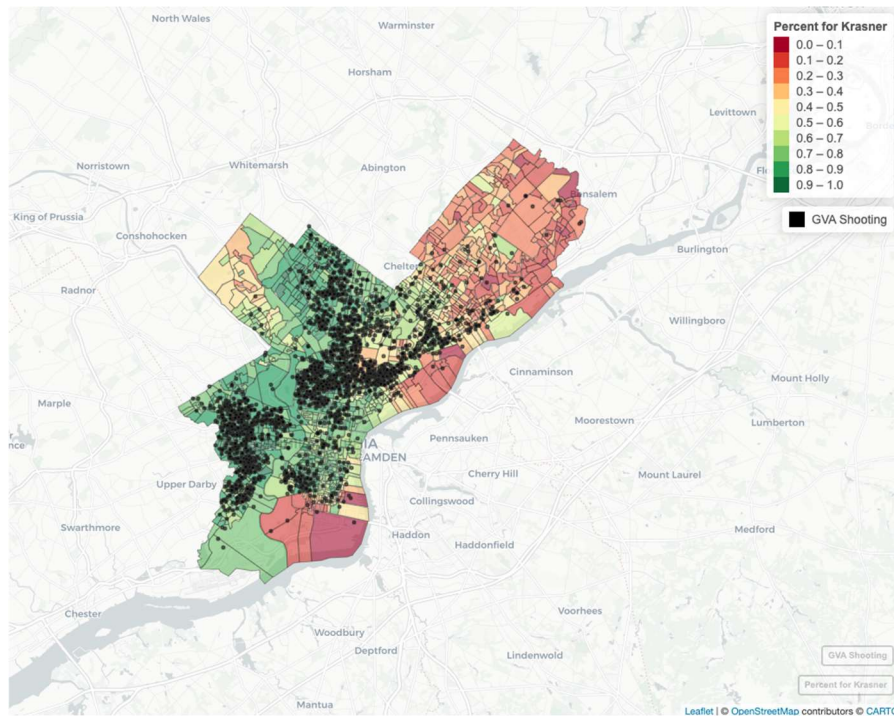 North Wales
Warminster
Horsham
Levittown
Norristown
Whitemarsh
Abington
King of Prussia
Conshohocken
Bensalem
Burlington
Radnor
Chelten
Willingboro
Cinnaminson
Mount Holly
Marple
Moorestown
Lumberton
Pennsauken
IA
AMDEN
Cherry Hill
Mount Laurel
Upper Darby
Collingswood
Swarthmore
Haddon
Haddonfield
Medford
Chester
Voorhees
Woodbury
Deptford
Lindenwold
Mantua
Percent for Krasner
0.0 – 0.1
0.1 – 0.2
0.2 – 0.3
0.3 – 0.4
0.4 – 0.5
0.5 – 0.6
0.6 – 0.7
0.7 – 0.8
0.8 – 0.9
0.9 – 1.0
GVA Shooting
GVA Shooting
Percent for Krasner
Leaflet | © OpenStreetMap contributors © CARTO